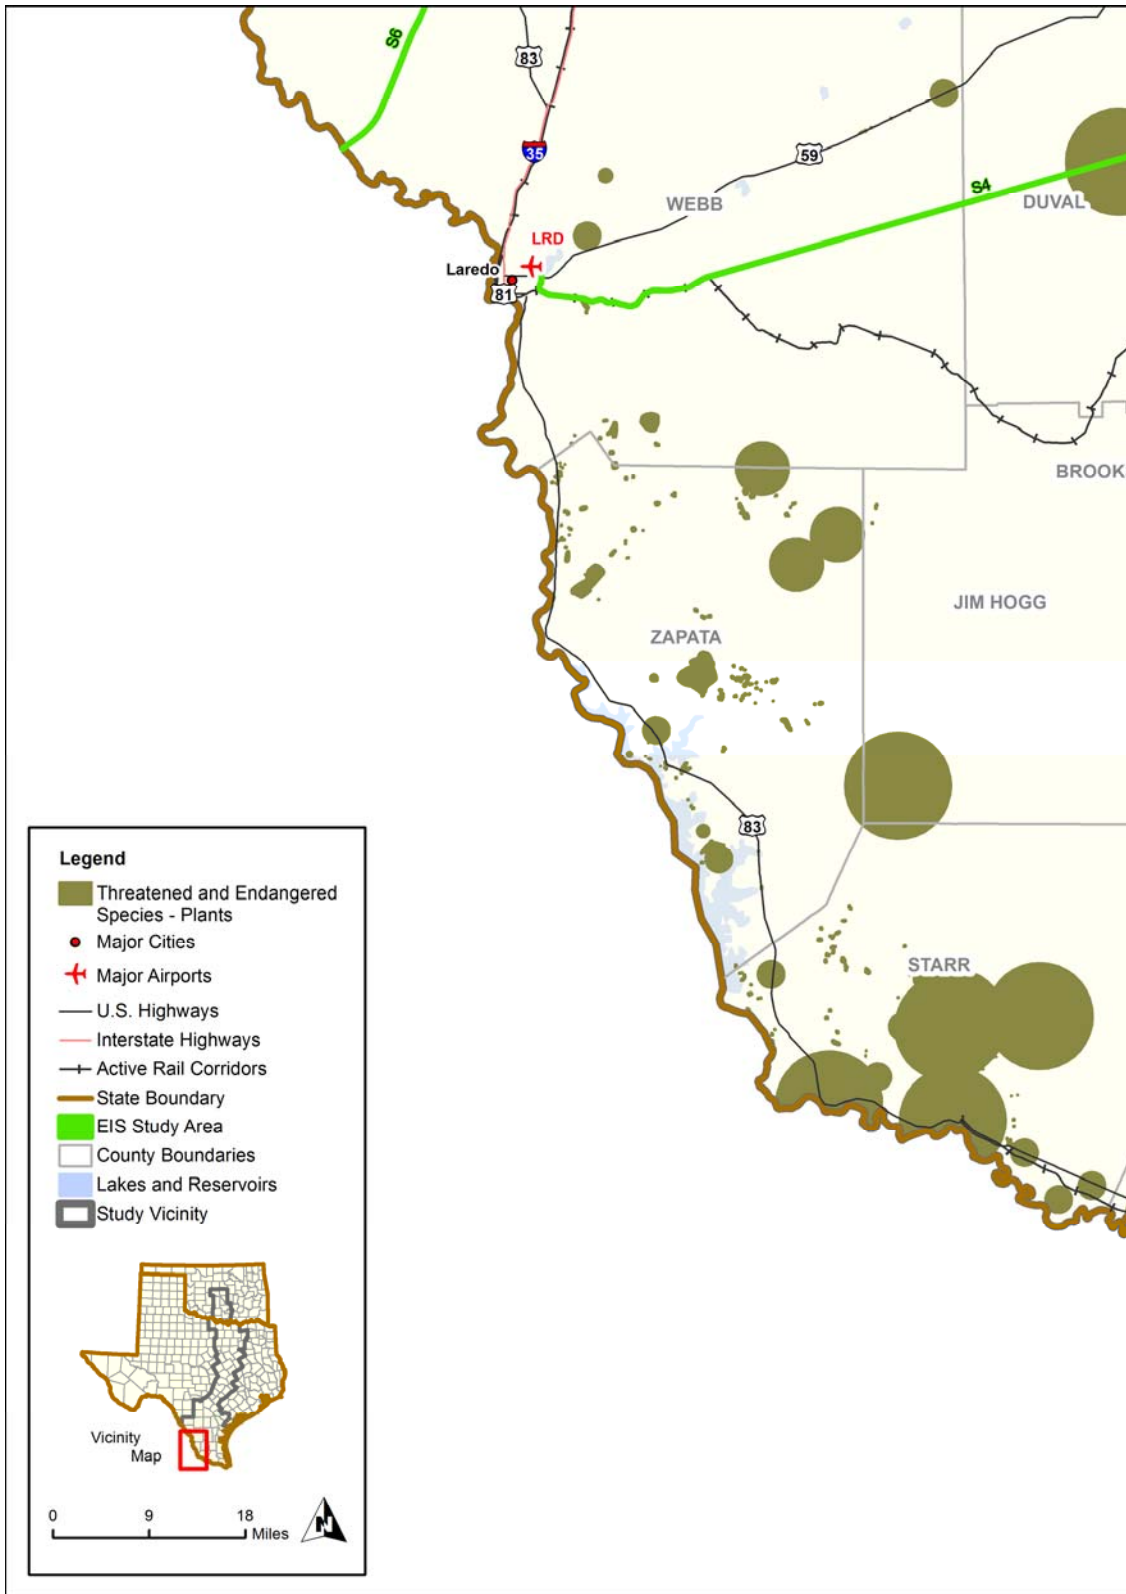 S6
83
35
59
S4
WEBB
DUVAL
LRD
Laredo
81
BROOK
JIM HOGG
ZAPATA
83
STARR
Legend
Threatened and Endangered
Species - Plants
Major Cities
Major Airports
U.S. Highways
Interstate Highways
Active Rail Corridors
State Boundary
EIS Study Area
County Boundaries
Lakes and Reservoirs
Study Vicinity
Vicinity
Map
0 9 18
Miles
N